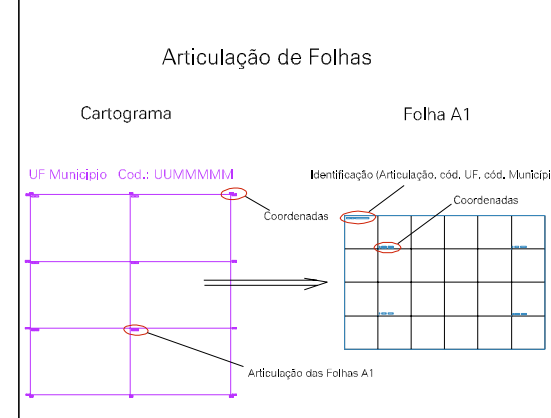 Articulação de Folhas
Cartograma
Folha A1
UF Municipio Cod.: UUMMMMM
Identificação (Articulação, cód. UF, cód. Municípi
Coordenadas
Coordenadas
Articulação das Folhas A1